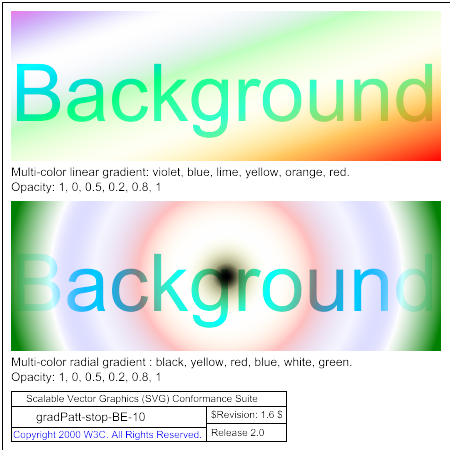 Background
Multi-color linear gradient: violet, blue, lime, yellow, orange, red.
Opacity: 1, 0, 0.5, 0.2, 0.8, 1
Background
Multi-color radial gradient : black, yellow, red, blue, white, green.
Opacity: 1, 0, 0.5, 0.2, 0.8, 1
Scalable Vector Graphics (SVG) Conformance Suite
gradPatt-stop-BE-10
$Revision: 1.6 $
Copyright 2000 W3C. All Rights Reserved.
Release 2.0